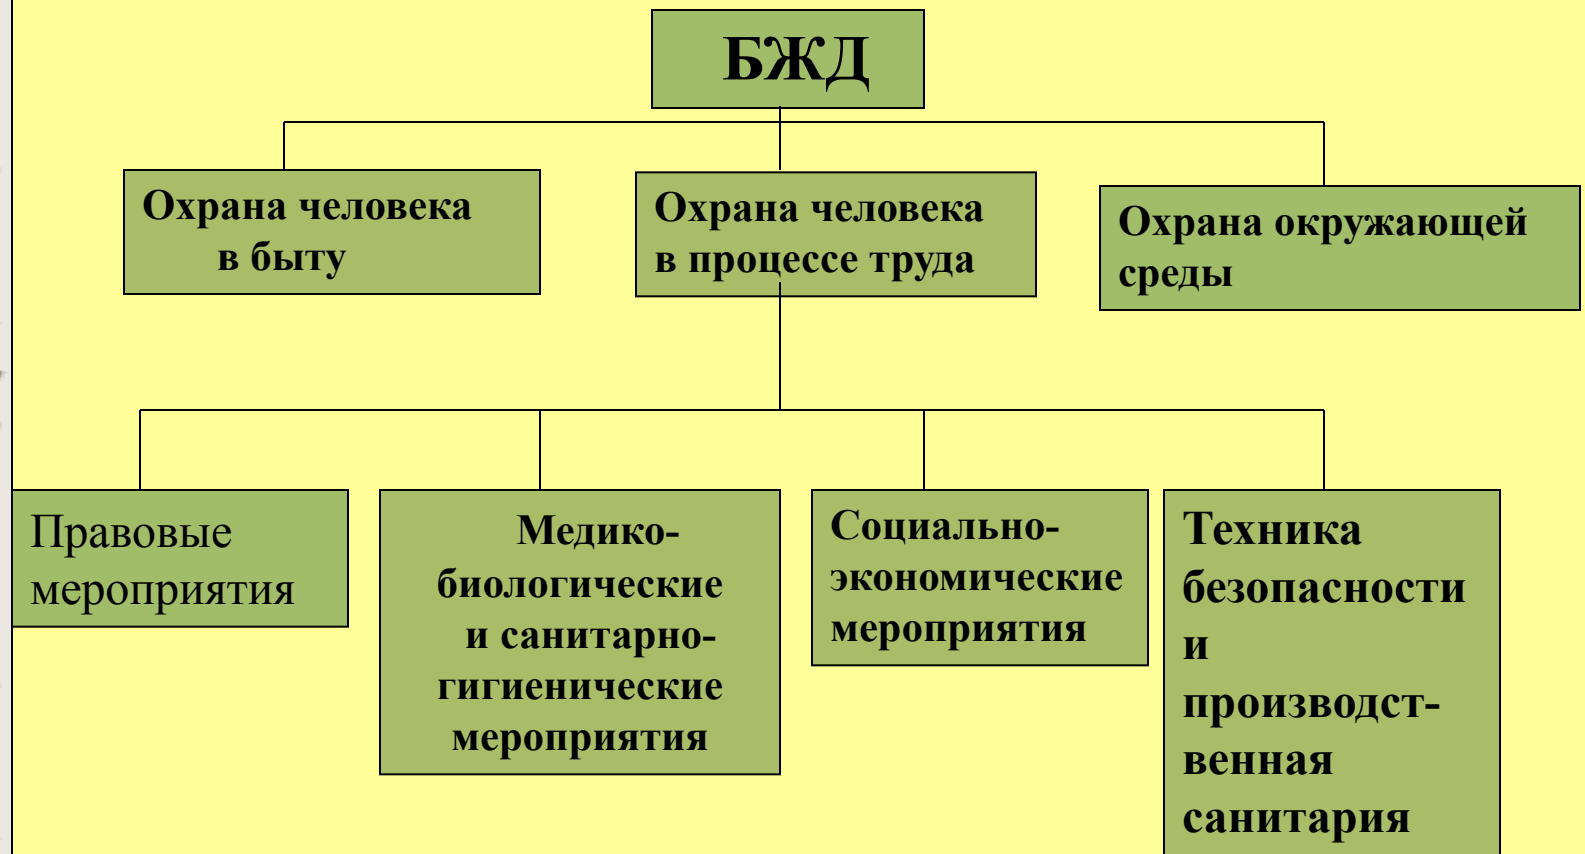 БЖД
Охрана человека
в быту
Охрана человека
в процессе труда
Охрана окружающей
среды
Правовые
мероприятия
Медико-
биологические
и санитарно-
гигиенические
мероприятия
Социально-
экономические
мероприятия
Техника
безопасности
и
производст-
венная
санитария